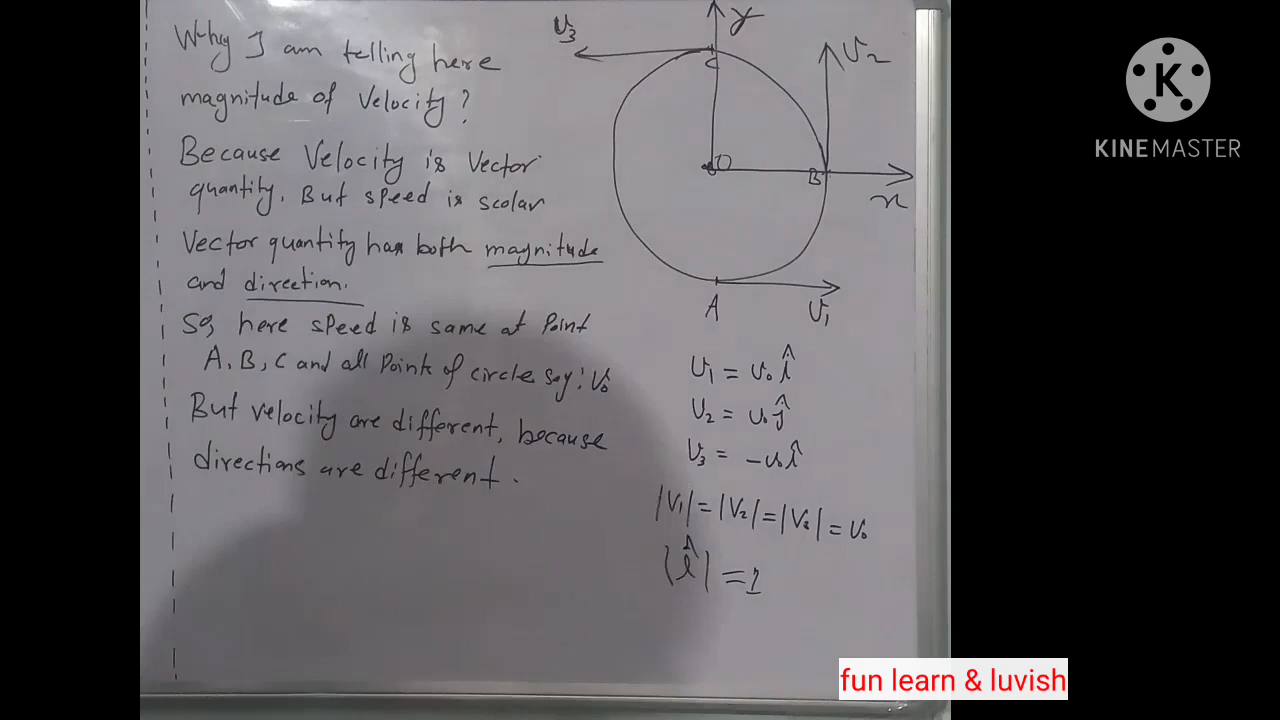 Why I am telling here
magnitude of Velocity?
Because Velocity is Vector
quantity. But speed is scolar
Vector quantity has both magnitude
and direction.
So, here speed is same at Point
A, B, C and all Points of circle say: v₀
But velocity are different, because
directions are different.
v₃
y
C
v₂
O
B
x
A
v₁
v₁ = v₀ î
v₂ = v₀ ĵ
v₃ = -v₀ î
|V₁| = |V₂| = |V₃| = v₀
|î| = 1
K
KINEMASTER
fun learn & luvish